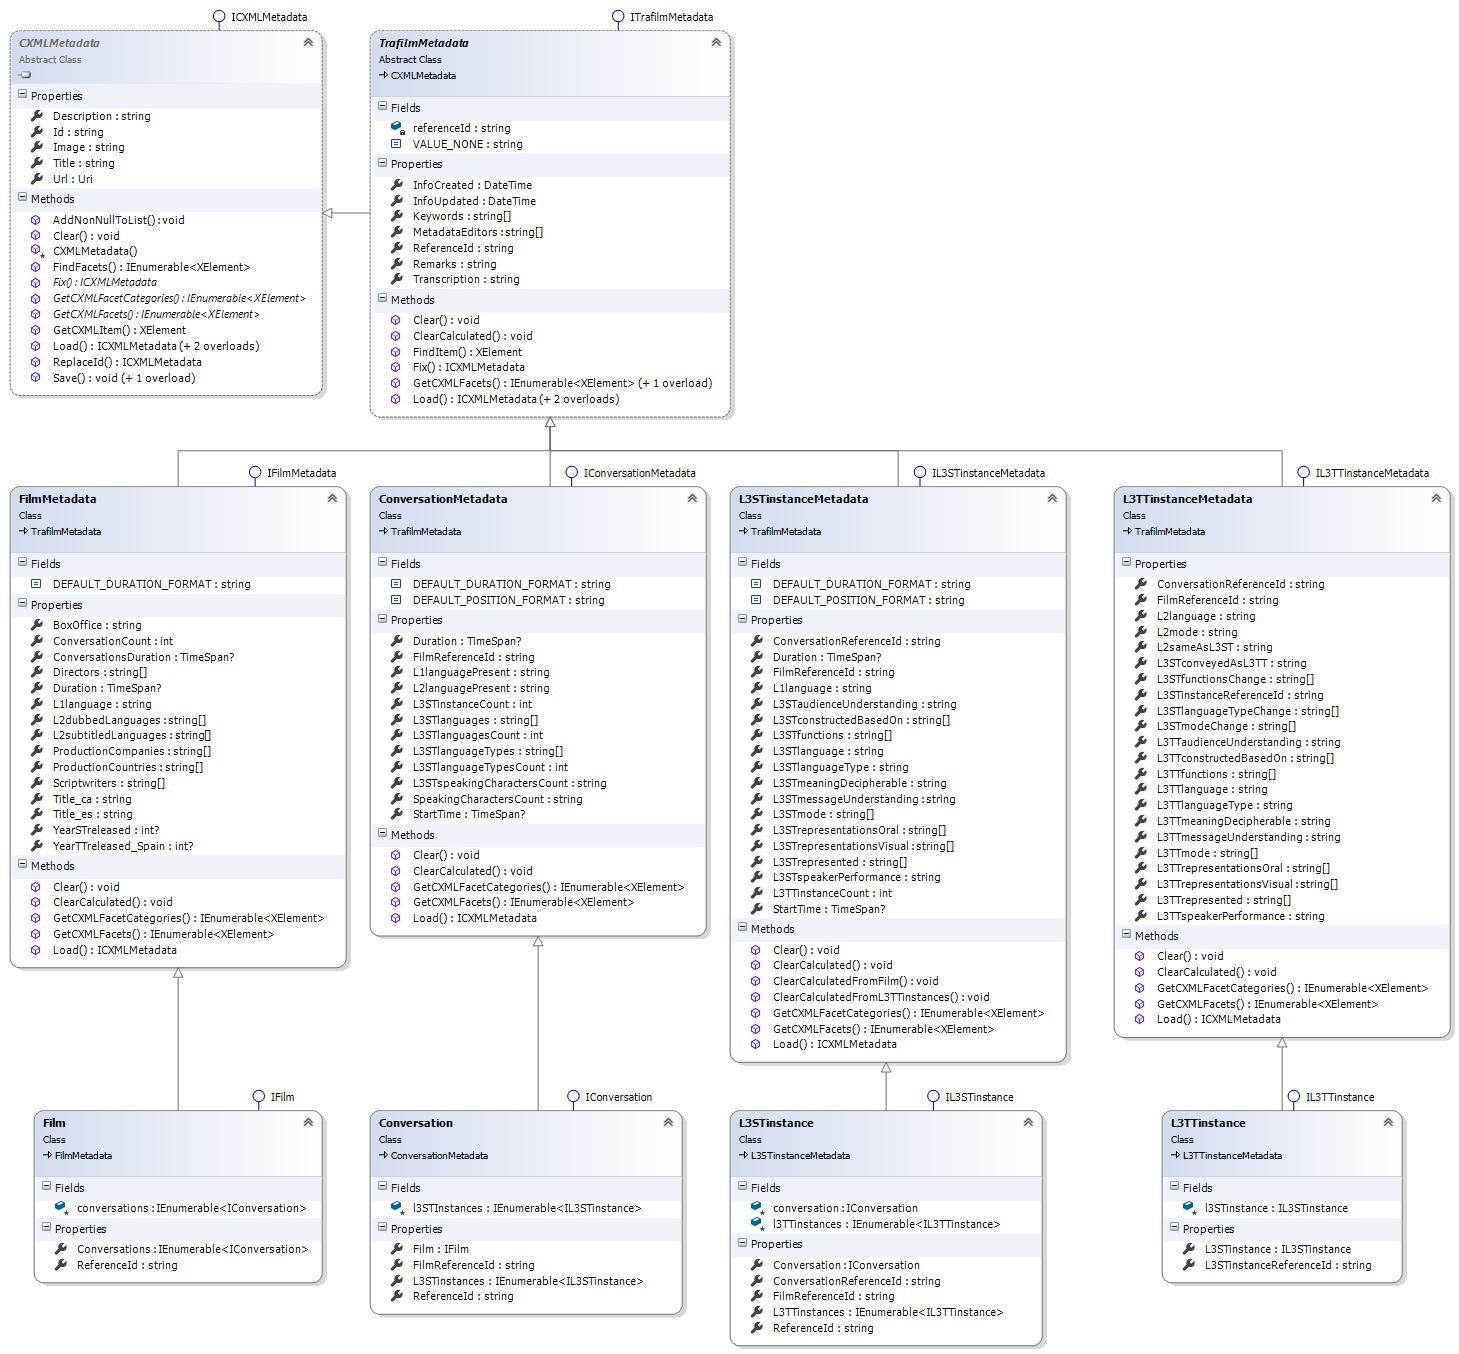 ICXMLMetadata
CXMLMetadata
Abstract Class
Properties
Description : string
Id : string
Image : string
Title : string
Url : Uri
Methods
AddNonNullToList() : void
Clear() : void
CXMLMetadata()
FindFacets() : IEnumerable<XElement>
Fix() : ICXMLMetadata
GetCXMLFacetCategories() : IEnumerable<XElement>
GetCXMLFacets() : IEnumerable<XElement>
GetCXMLItem() : XElement
Load() : ICXMLMetadata (+ 2 overloads)
ReplaceId() : ICXMLMetadata
Save() : void (+ 1 overload)
ITrafilmMetadata
TrafilmMetadata
Abstract Class
CXMLMetadata
Fields
referenceId : string
VALUE_NONE : string
Properties
InfoCreated : DateTime
InfoUpdated : DateTime
Keywords : string[]
MetadataEditors : string[]
ReferenceId : string
Remarks : string
Transcription : string
Methods
Clear() : void
ClearCalculated() : void
FindItem() : XElement
Fix() : ICXMLMetadata
GetCXMLFacets() : IEnumerable<XElement> (+ 1 overload)
Load() : ICXMLMetadata (+ 2 overloads)
IFilmMetadata
FilmMetadata
Class
TrafilmMetadata
Fields
DEFAULT_DURATION_FORMAT : string
Properties
BoxOffice : string
ConversationCount : int
ConversationsDuration : TimeSpan?
Directors : string[]
Duration : TimeSpan?
L1language : string
L2dubbedLanguages : string[]
L2subtitledLanguages : string[]
ProductionCompanies : string[]
ProductionCountries : string[]
Scriptwriters : string[]
Title_ca : string
Title_es : string
YearSTreleased : int?
YearTTreleased_Spain : int?
Methods
Clear() : void
ClearCalculated() : void
GetCXMLFacetCategories() : IEnumerable<XElement>
GetCXMLFacets() : IEnumerable<XElement>
Load() : ICXMLMetadata
IConversationMetadata
ConversationMetadata
Class
TrafilmMetadata
Fields
DEFAULT_DURATION_FORMAT : string
DEFAULT_POSITION_FORMAT : string
Properties
Duration : TimeSpan?
FilmReferenceId : string
L1languagePresent : string
L2languagePresent : string
L3STinstanceCount : int
L3STlanguages : string[]
L3STlanguagesCount : int
L3STlanguageTypes : string[]
L3STlanguageTypesCount : int
L3STspeakingCharactersCount : string
SpeakingCharactersCount : string
StartTime : TimeSpan?
Methods
Clear() : void
ClearCalculated() : void
GetCXMLFacetCategories() : IEnumerable<XElement>
GetCXMLFacets() : IEnumerable<XElement>
Load() : ICXMLMetadata
IL3STinstanceMetadata
L3STinstanceMetadata
Class
TrafilmMetadata
Fields
DEFAULT_DURATION_FORMAT : string
DEFAULT_POSITION_FORMAT : string
Properties
ConversationReferenceId : string
Duration : TimeSpan?
FilmReferenceId : string
L1language : string
L3STaudienceUnderstanding : string
L3STconstructedBasedOn : string[]
L3STfunctions : string[]
L3STlanguage : string
L3STlanguageType : string
L3STmeaningDecipherable : string
L3STmessageUnderstanding : string
L3STmode : string[]
L3STrepresentationsOral : string[]
L3STrepresentationsVisual : string[]
L3STrepresented : string[]
L3STspeakerPerformance : string
L3TTinstanceCount : int
StartTime : TimeSpan?
Methods
Clear() : void
ClearCalculated() : void
ClearCalculatedFromFilm() : void
ClearCalculatedFromL3TTinstances() : void
GetCXMLFacetCategories() : IEnumerable<XElement>
GetCXMLFacets() : IEnumerable<XElement>
Load() : ICXMLMetadata
IL3TTinstanceMetadata
L3TTinstanceMetadata
Class
TrafilmMetadata
Properties
ConversationReferenceId : string
FilmReferenceId : string
L2language : string
L2mode : string
L2sameAsL3ST : string
L3STconveyedAsL3TT : string
L3STfunctionsChange : string[]
L3STinstanceReferenceId : string
L3STlanguageTypeChange : string[]
L3STmodeChange : string[]
L3TTaudienceUnderstanding : string
L3TTconstructedBasedOn : string[]
L3TTfunctions : string[]
L3TTlanguage : string
L3TTlanguageType : string
L3TTmeaningDecipherable : string
L3TTmessageUnderstanding : string
L3TTmode : string[]
L3TTrepresentationsOral : string[]
L3TTrepresentationsVisual : string[]
L3TTrepresented : string[]
L3TTspeakerPerformance : string
Methods
Clear() : void
ClearCalculated() : void
GetCXMLFacetCategories() : IEnumerable<XElement>
GetCXMLFacets() : IEnumerable<XElement>
Load() : ICXMLMetadata
IFilm
Film
Class
FilmMetadata
Fields
conversations : IEnumerable<IConversation>
Properties
Conversations : IEnumerable<IConversation>
ReferenceId : string
IConversation
Conversation
Class
ConversationMetadata
Fields
l3STInstances : IEnumerable<IL3STinstance>
Properties
Film : IFilm
FilmReferenceId : string
L3STinstances : IEnumerable<IL3STinstance>
ReferenceId : string
IL3STinstance
L3STinstance
Class
L3STinstanceMetadata
Fields
conversation : IConversation
l3TTinstances : IEnumerable<IL3TTinstance>
Properties
Conversation : IConversation
ConversationReferenceId : string
FilmReferenceId : string
L3TTinstances : IEnumerable<IL3TTinstance>
ReferenceId : string
IL3TTinstance
L3TTinstance
Class
L3TTinstanceMetadata
Fields
l3STinstance : IL3STinstance
Properties
L3STinstance : IL3STinstance
L3STinstanceReferenceId : string